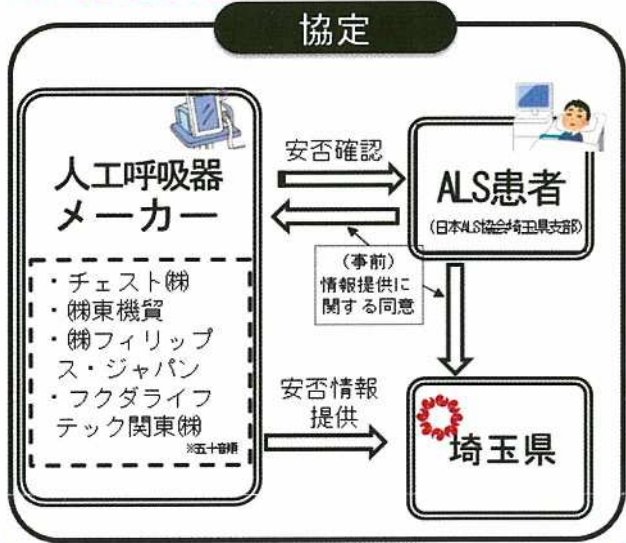 協定
人工呼吸器
メーカー
・チェスト㈱
・㈱東機貿
・㈱フィリップ
ス・ジャパン
・フクダライフ
テック関東㈱
※五十音順
安否確認
ALS患者
(日本ALS協会埼玉県支部)
(事前)
情報提供に
関する同意
安否情報
提供
埼玉県